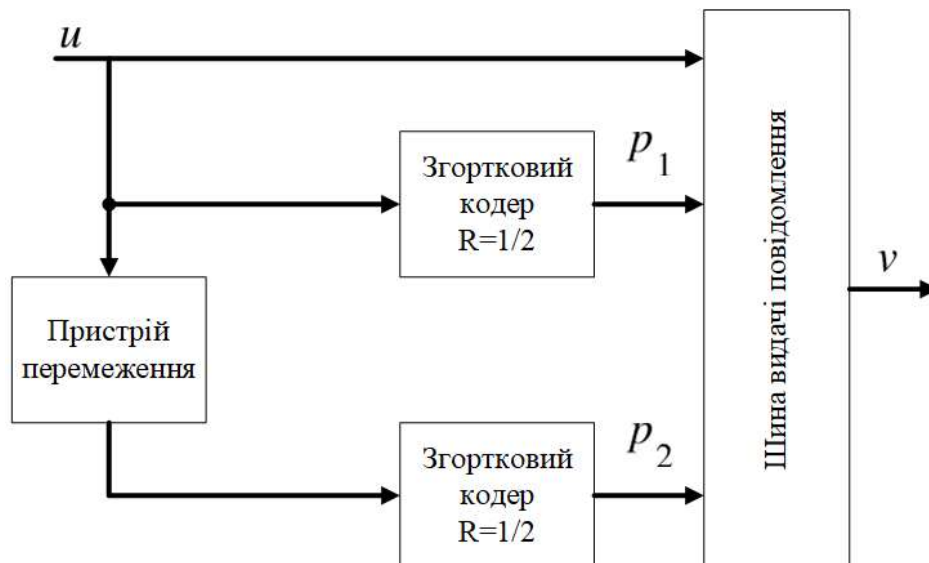 u
Згортковий
кодер
R=1/2
p1
Пристрій
перемеження
Згортковий
кодер
R=1/2
p2
Шина видачі повідомлення
v